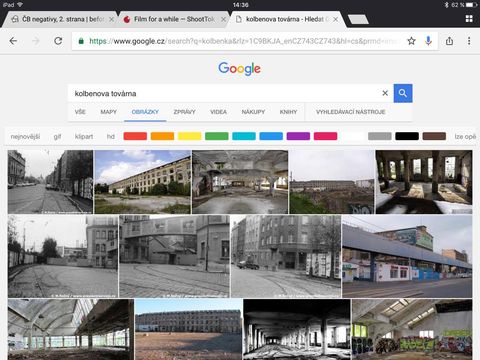 iPad 14:36 62 %
ČB negativy, 2. strana | befor
Film for a while — ShootTok
kolbenova továrna - Hledat G
https://www.google.cz/search?q=kolbenka&rlz=1C9BKJA_enCZ743CZ743&hl=cs&prmd=
Google
kolbenova továrna
VŠE MAPY OBRÁZKY ZPRÁVY VIDEA NÁKUPY KNIHY VYHLEDÁVACÍ NÁSTROJE
nejnovější gif klipart hd lze opě